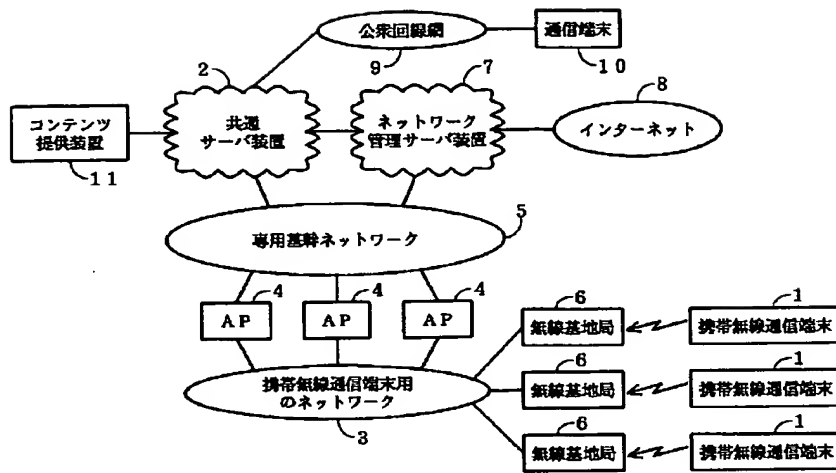 公衆回線網
通信端末
9
10
2
7
8
コンテンツ
提供装置
共通
サーバ装置
ネットワーク
管理サーバ装置
インターネット
11
5
専用基幹ネットワーク
4
4
4
6
1
AP
AP
AP
無線基地局
携帯無線通信端末
6
1
携帯無線通信端末用
のネットワーク
無線基地局
携帯無線通信端末
3
6
1
無線基地局
携帯無線通信端末